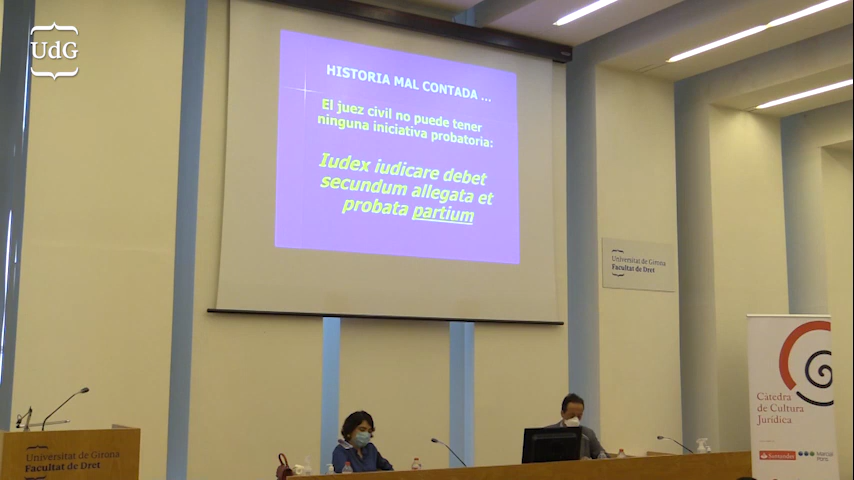 UdG
HISTORIA MAL CONTADA ...
El juez civil no puede tener
ninguna iniciativa probatoria:
Iudex iudicare debet
secundum allegata et
probata partium
Universitat de Girona
Facultat de Dret
Càtedra
de Cultura
Jurídica
Santander
Universitat de Girona
Facultat de Dret